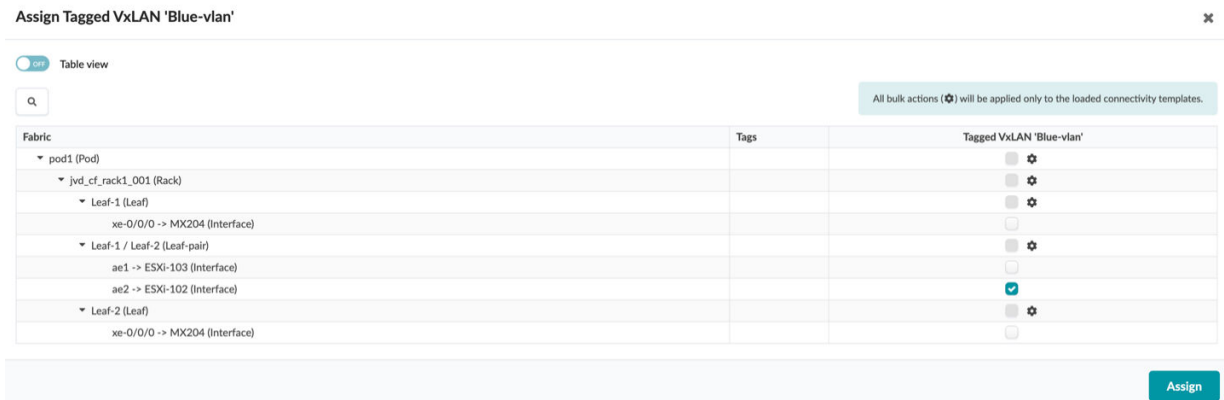 Assign Tagged VxLAN 'Blue-vlan'
OFF Table view
All bulk actions (⚙) will be applied only to the loaded connectivity templates.
Fabric Tags Tagged VxLAN 'Blue-vlan'
pod1 (Pod)
jvd_cf_rack1_001 (Rack)
Leaf-1 (Leaf)
xe-0/0/0 -> MX204 (Interface)
Leaf-1 / Leaf-2 (Leaf-pair)
ae1 -> ESXi-103 (Interface)
ae2 -> ESXi-102 (Interface)
Leaf-2 (Leaf)
xe-0/0/0 -> MX204 (Interface)
Assign